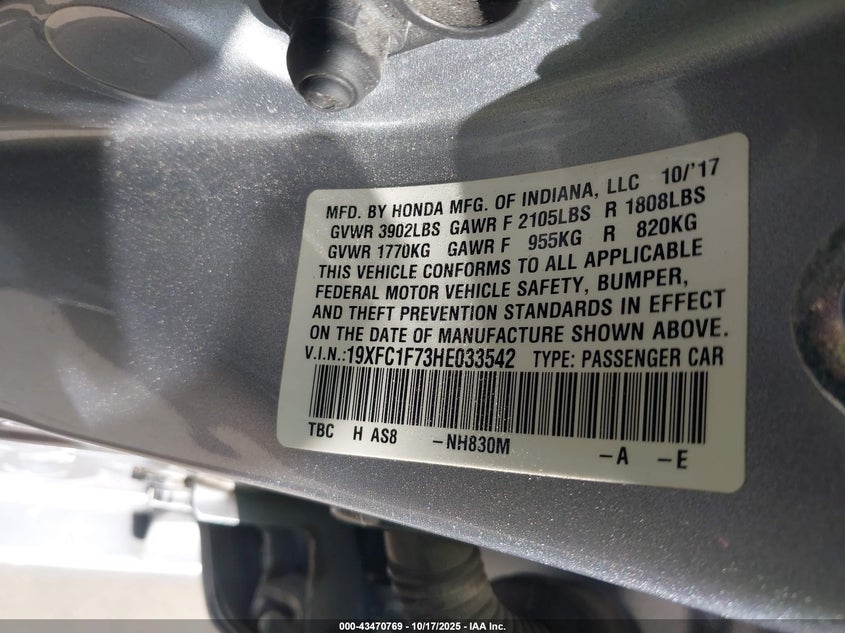 MFD. BY HONDA MFG. OF INDIANA, LLC 10/'17
GVWR 3902LBS GAWR F 2105LBS R 1808LBS
GVWR 1770KG GAWR F 955KG R 820KG
THIS VEHICLE CONFORMS TO ALL APPLICABLE
FEDERAL MOTOR VEHICLE SAFETY, BUMPER,
AND THEFT PREVENTION STANDARDS IN EFFECT
ON THE DATE OF MANUFACTURE SHOWN ABOVE.
V.I.N.:19XFC1F73HE033542 TYPE: PASSENGER CAR
TBC H AS8 -NH830M -A -E
000-43470769 - 10/17/2025 - IAA Inc.